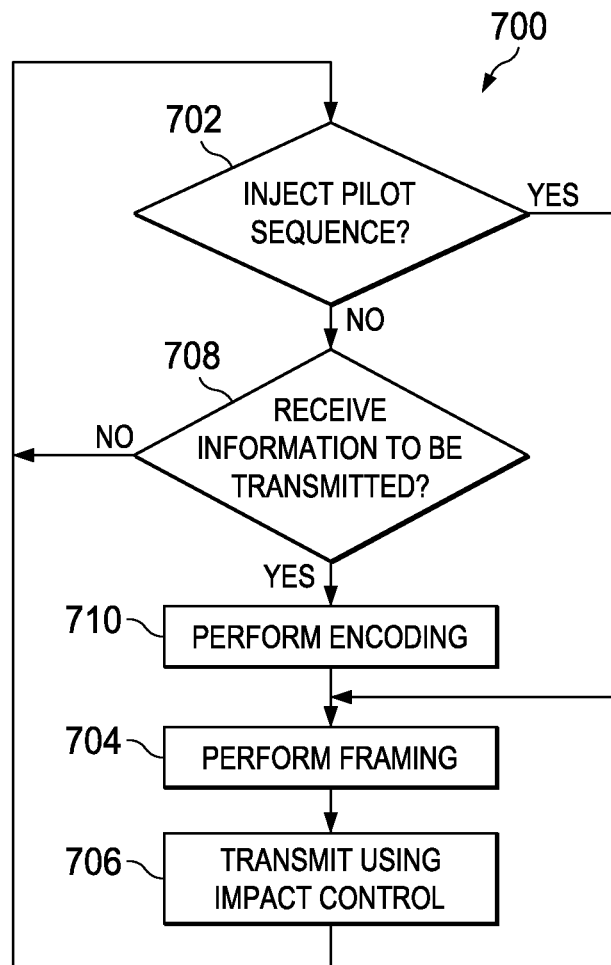 700
702
INJECT PILOT
SEQUENCE?
YES
NO
708
RECEIVE
INFORMATION TO BE
TRANSMITTED?
NO
YES
710
PERFORM ENCODING
704
PERFORM FRAMING
706
TRANSMIT USING
IMPACT CONTROL